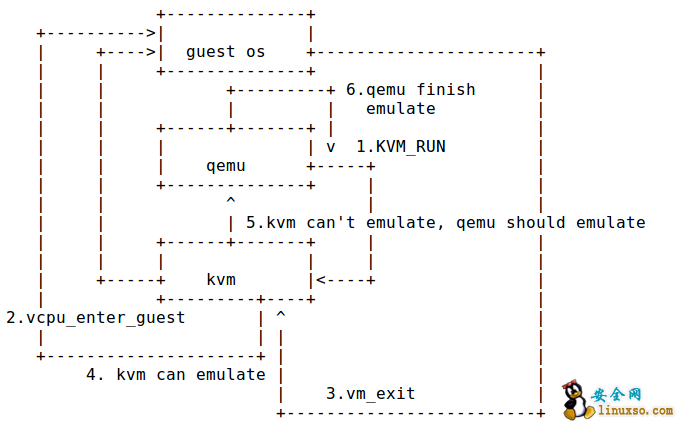 guest os
6.qemu finish
emulate
1.KVM_RUN
qemu
5.kvm can't emulate, qemu should emulate
kvm
2.vcpu_enter_guest
4. kvm can emulate
3.vm_exit
安全网
linuxso.com